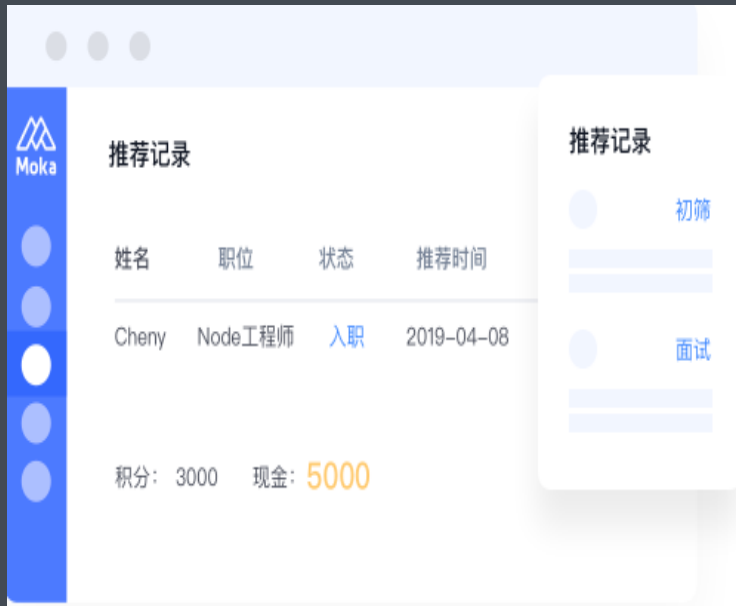 Moka
推荐记录
姓名 职位 状态 推荐时间
Cheny Node工程师 入职 2019-04-08
积分: 3000 现金: 5000
推荐记录
初筛
面试